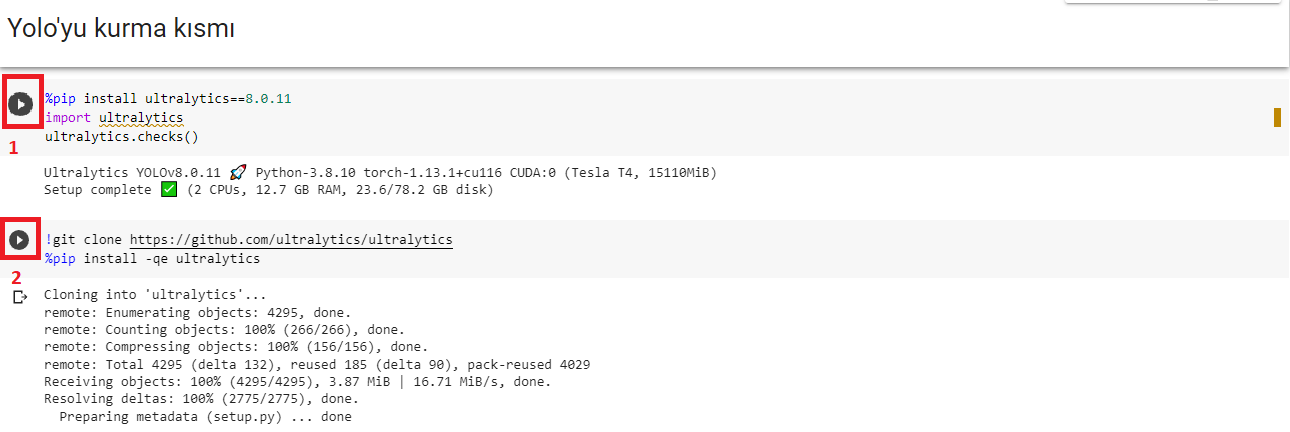 Yolo'yu kurma kısmı
%pip install ultralytics==8.0.11
import ultralytics
ultralytics.checks()
1
Ultralytics YOLOv8.0.11 🚀 Python-3.8.10 torch-1.13.1+cu116 CUDA:0 (Tesla T4, 15110MiB)
Setup complete ✅ (2 CPUs, 12.7 GB RAM, 23.6/78.2 GB disk)
!git clone https://github.com/ultralytics/ultralytics
%pip install -qe ultralytics
2
Cloning into 'ultralytics'...
remote: Enumerating objects: 4295, done.
remote: Counting objects: 100% (266/266), done.
remote: Compressing objects: 100% (156/156), done.
remote: Total 4295 (delta 132), reused 185 (delta 90), pack-reused 4029
Receiving objects: 100% (4295/4295), 3.87 MiB | 16.71 MiB/s, done.
Resolving deltas: 100% (2775/2775), done.
Preparing metadata (setup.py) ... done